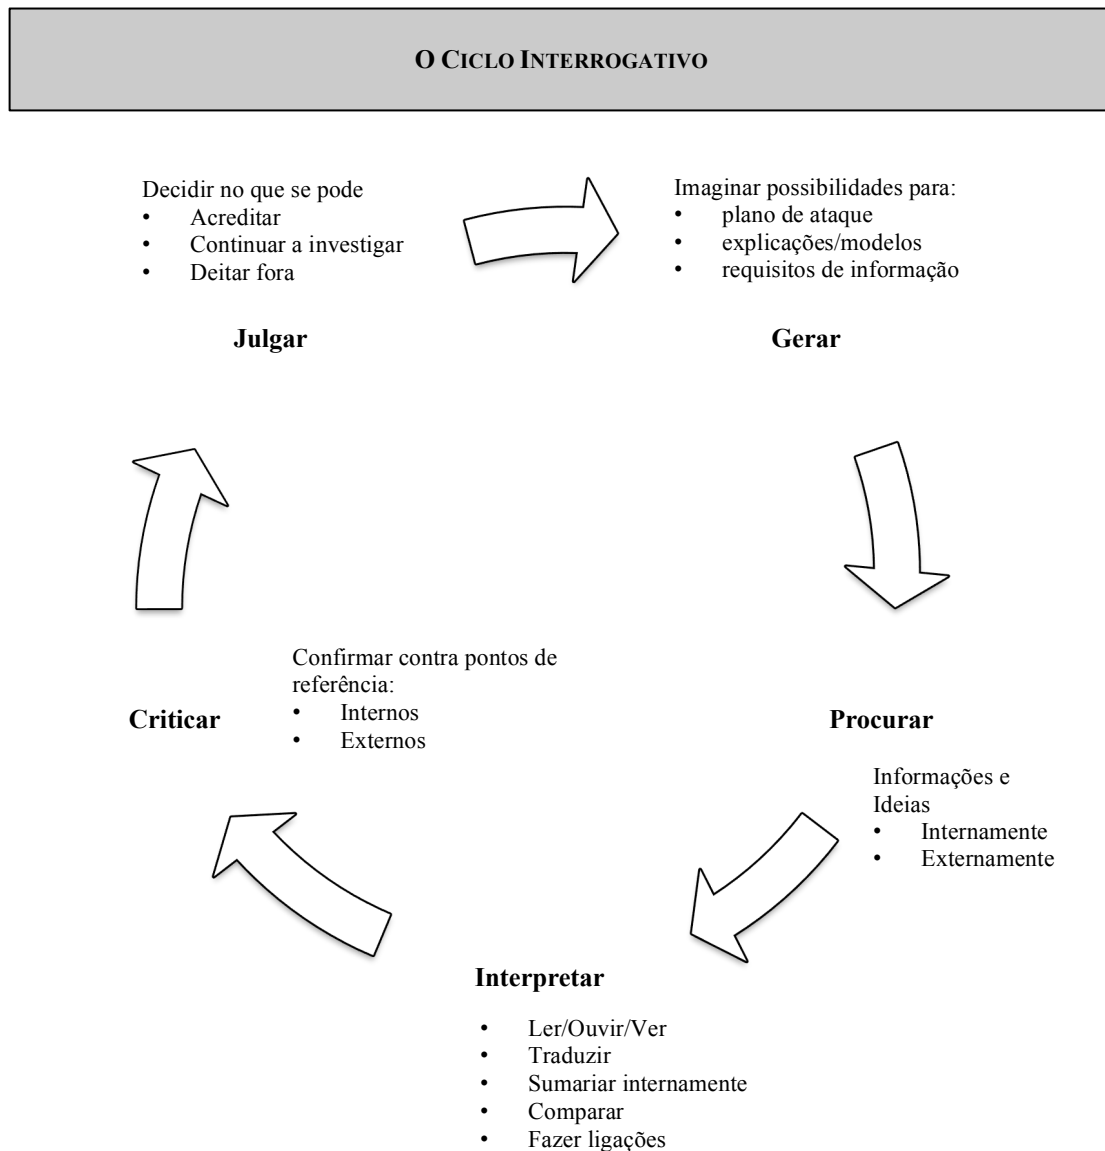 O CICLO INTERROGATIVO
Decidir no que se pode
• Acreditar
• Continuar a investigar
• Deitar fora
Julgar
Imaginar possibilidades para:
• plano de ataque
• explicações/modelos
• requisitos de informação
Gerar
Confirmar contra pontos de
referência:
• Internos
• Externos
Criticar
Procurar
Informações e
Ideias
• Internamente
• Externamente
Interpretar
• Ler/Ouvir/Ver
• Traduzir
• Sumariar internamente
• Comparar
• Fazer ligações